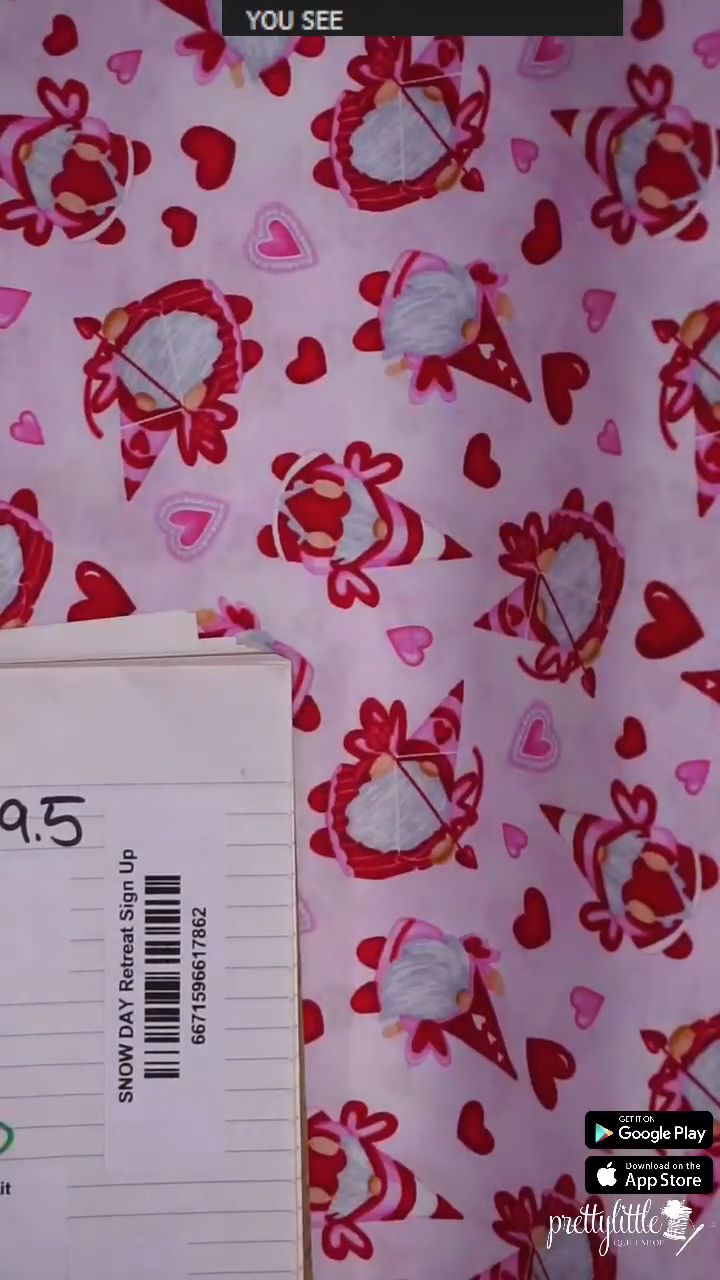 YOU SEE
9.5
SNOW DAY Retreat Sign Up
6671596617862
it
GET IT ON
Google Play
Download on the
App Store
prettylittle
QUILT SHOP